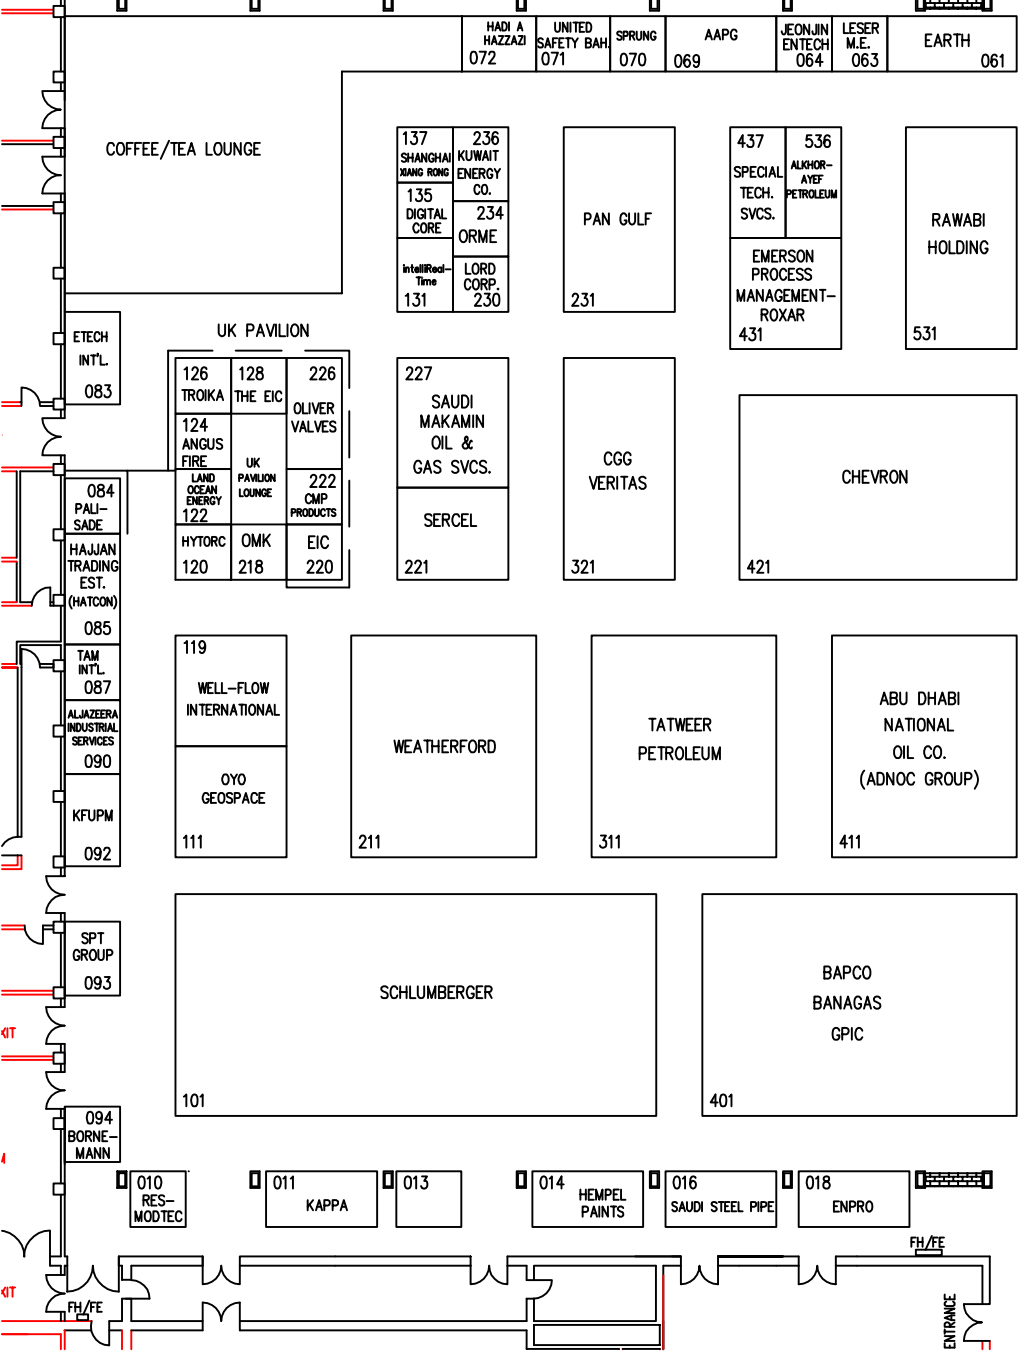 HADI A
HAZZAZI
072
UNITED
SAFETY BAH.
071
SPRUNG
070
AAPG
069
JEONJIN
ENTECH
064
LESER
M.E.
063
EARTH
061
COFFEE/TEA LOUNGE
137
SHANGHAI
XIANG RONG
236
KUWAIT
ENERGY
CO.
135
DIGITAL
CORE
234
ORME
intelliReal-
Time
131
LORD
CORP.
230
PAN GULF
231
437
SPECIAL
TECH.
SVCS.
536
ALKHOR-
AYEF
PETROLEUM
EMERSON
PROCESS
MANAGEMENT-
ROXAR
431
RAWABI
HOLDING
531
ETECH
INT'L.
083
UK PAVILION
126
TROIKA
128
THE EIC
226
OLIVER
VALVES
124
ANGUS
FIRE
UK
PAVILION
LOUNGE
LAND
OCEAN
ENERGY
122
222
CMP
PRODUCTS
HYTORC
120
OMK
218
EIC
220
227
SAUDI
MAKAMIN
OIL &
GAS SVCS.
SERCEL
221
CGG
VERITAS
321
CHEVRON
421
084
PALI-
SADE
HAJJAN
TRADING
EST.
(HATCON)
085
TAM
INT'L.
087
ALJAZEERA
INDUSTRIAL
SERVICES
090
KFUPM
092
119
WELL-FLOW
INTERNATIONAL
OYO
GEOSPACE
111
WEATHERFORD
211
TATWEER
PETROLEUM
311
ABU DHABI
NATIONAL
OIL CO.
(ADNOC GROUP)
411
SPT
GROUP
093
SCHLUMBERGER
101
BAPCO
BANAGAS
GPIC
401
XIT
094
BORNE-
MANN
010
RES-
MODTEC
011
KAPPA
013
014
HEMPEL
PAINTS
016
SAUDI STEEL PIPE
018
ENPRO
FH/FE
XIT
FH/FE
ENTRANCE